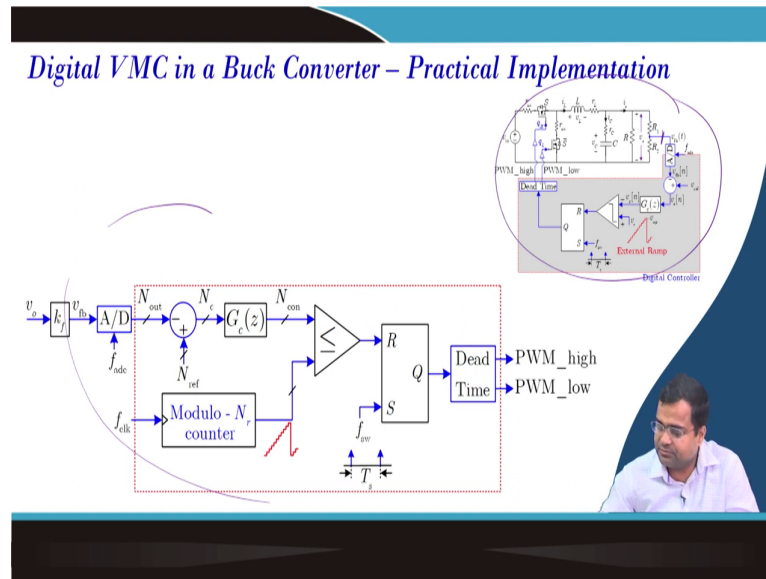 Digital VMC in a Buck Converter – Practical Implementation
PWM_high PWM_low
Dead Time
A/D
G_c(z)
R
Q
S
External Ramp
T_s
Digital Controller
v_o k_f v_fb A/D N_out N_c G_c(z) N_con
− +
f_adc
N_ref
≤
R
Q
S
Dead
Time
PWM_high
PWM_low
f_clk
Modulo - N_r
counter
f_sw
T_s